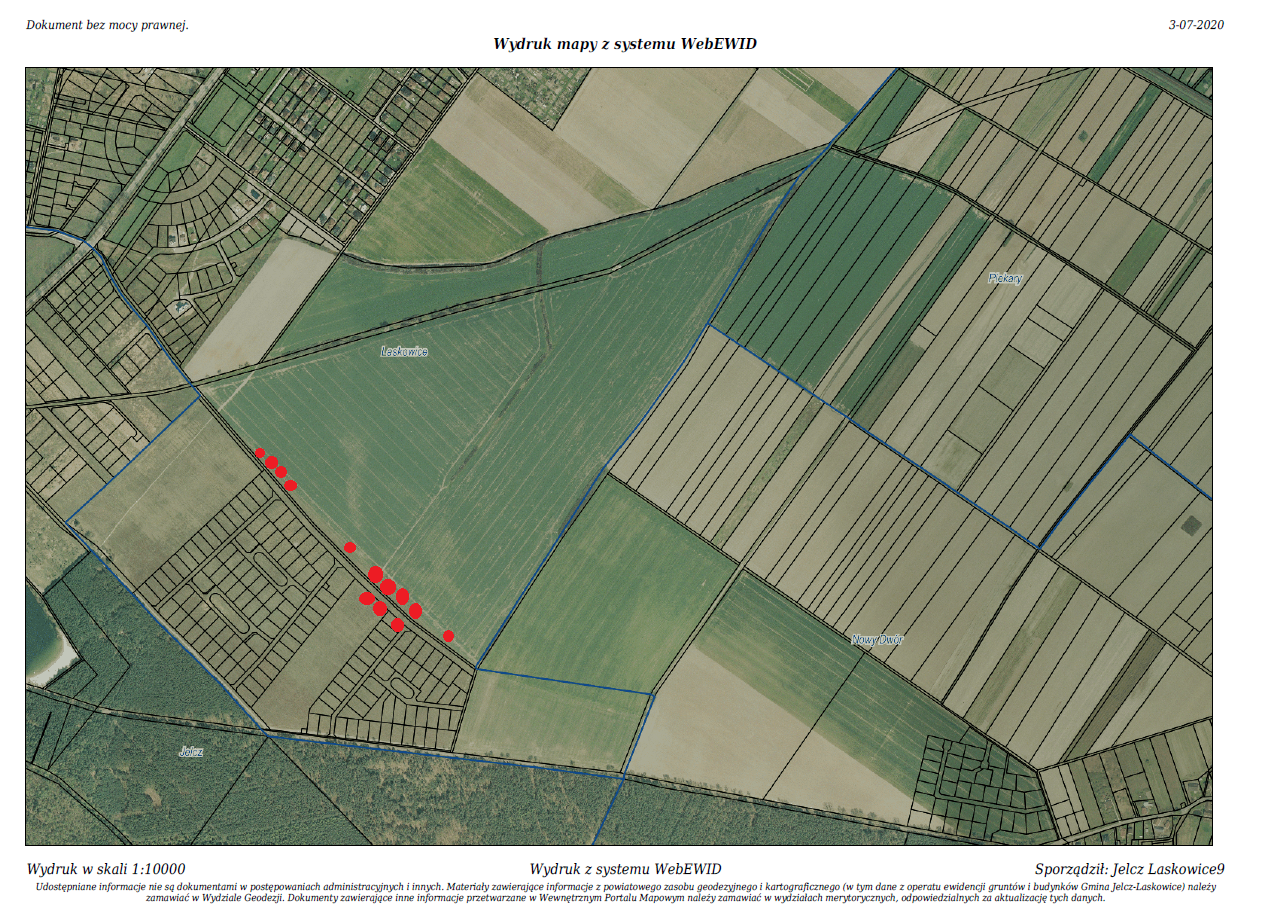 Dokument bez mocy prawnej.
3-07-2020
Wydruk mapy z systemu WebEWID
Piekary
Laskowice
Nowy Dwór
Jelcz
Wydruk w skali 1:10000
Wydruk z systemu WebEWID
Sporządził: Jelcz Laskowice9
Udostępniane informacje nie są dokumentami w postępowaniach administracyjnych i innych. Materiały zawierające informacje z powiatowego zasobu geodezyjnego i kartograficznego (w tym dane z operatu ewidencji gruntów i budynków Gmina Jelcz-Laskowice) należy
zamawiać w Wydziale Geodezji. Dokumenty zawierające inne informacje przetwarzane w Wewnętrznym Portalu Mapowym należy zamawiać w wydziałach merytorycznych, odpowiedzialnych za aktualizację tych danych.